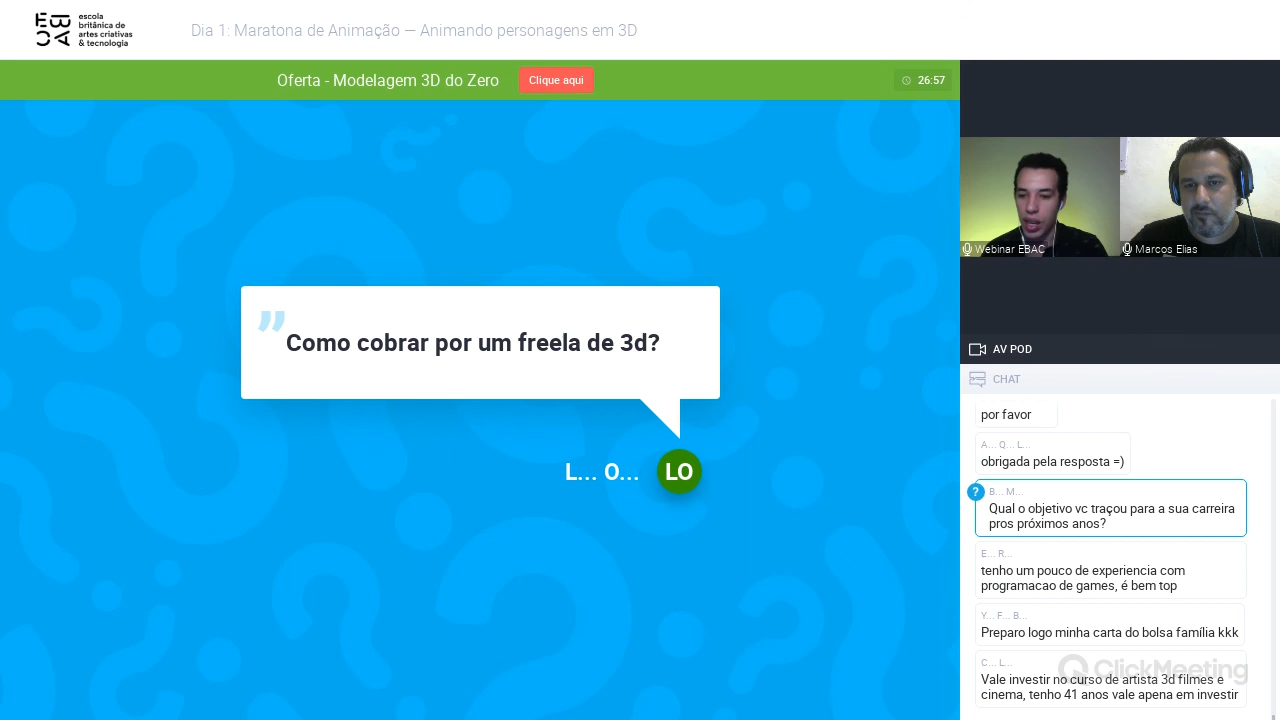 EBAC
escola
britânica de
artes criativas
& tecnologia
Dia 1: Maratona de Animação — Animando personagens em 3D
Oferta - Modelagem 3D do Zero
Clique aqui
26:57
Como cobrar por um freela de 3d?
L... O...
LO
Webinar EBAC
Marcos Elias
AV POD
CHAT
por favor
A... Q... L...
obrigada pela resposta =)
?
B... M...
Qual o objetivo vc traçou para a sua carreira
pros próximos anos?
E... R...
tenho um pouco de experiencia com
programacao de games, é bem top
Y... F... B...
Preparo logo minha carta do bolsa família kkk
C... L...
Vale investir no curso de artista 3d filmes e
cinema, tenho 41 anos vale apena em investir
ClickMeeting